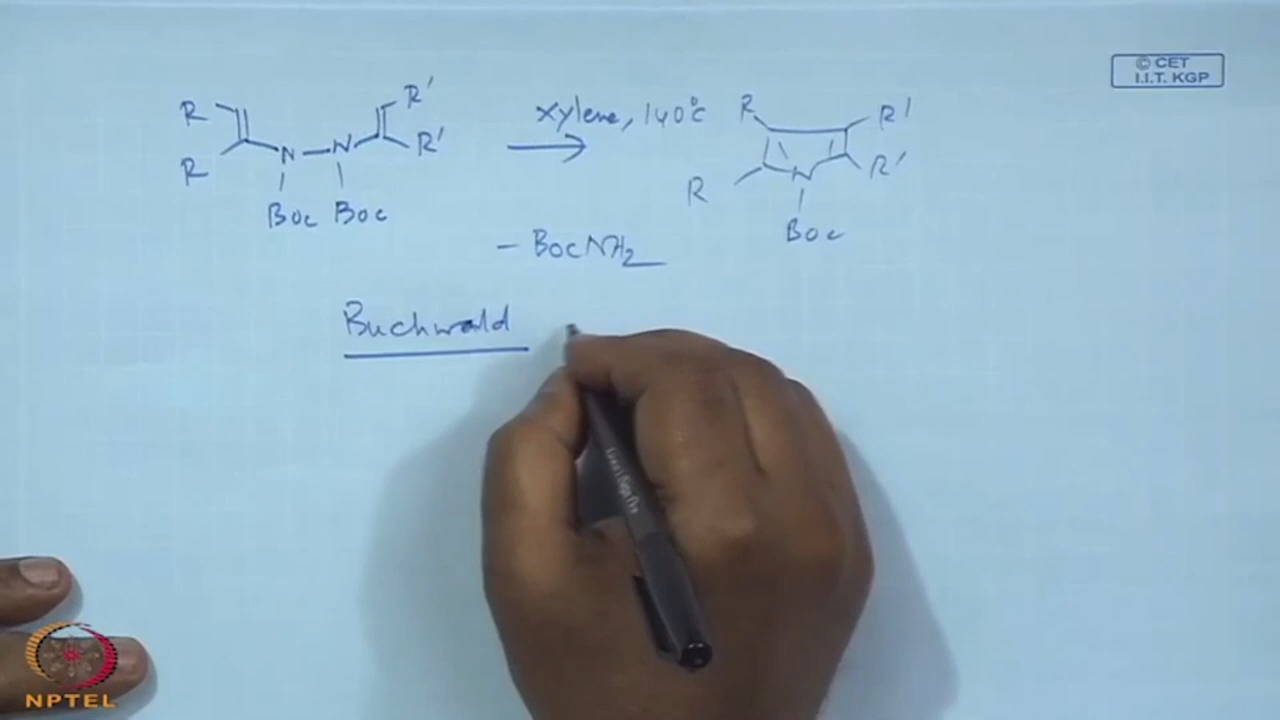 © CET
I.I.T. KGP
R R' xylene, 140°C R R'
R N N R' R N R'
Boc Boc Boc
- BocNH2
Buchwald
NPTEL